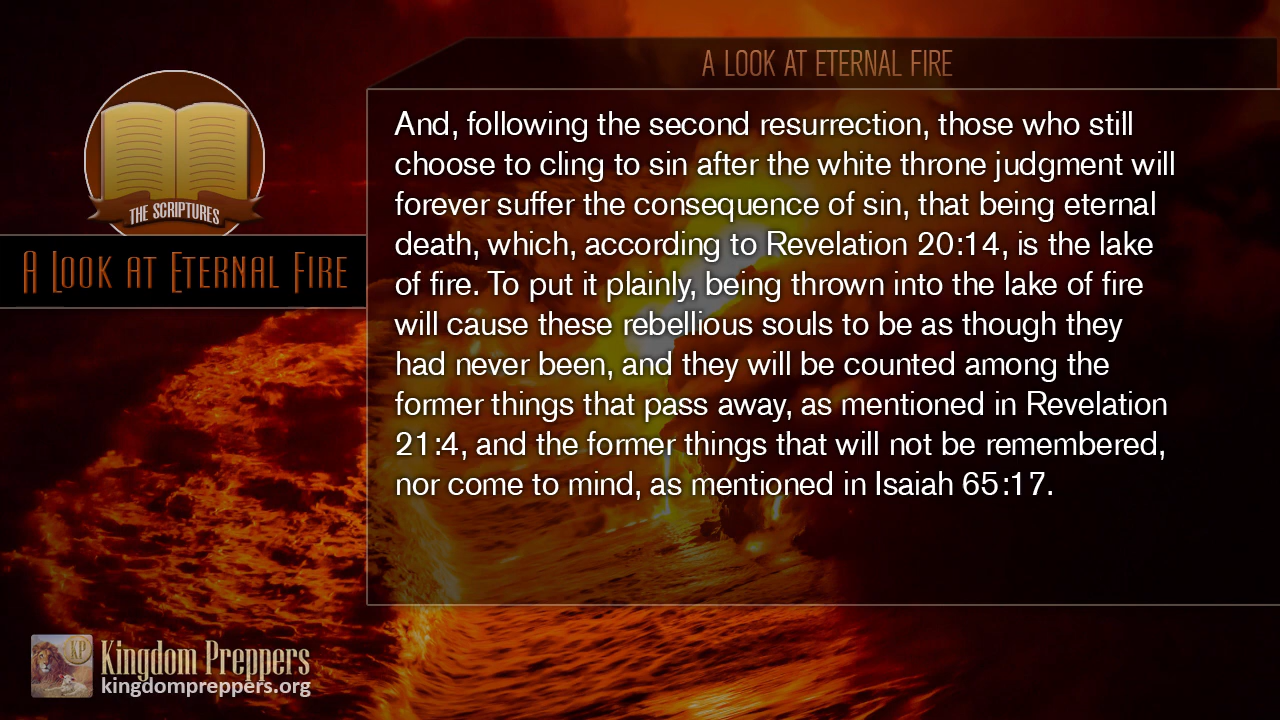 A LOOK AT ETERNAL FIRE
THE SCRIPTURES
A LOOK AT ETERNAL FIRE
And, following the second resurrection, those who still
choose to cling to sin after the white throne judgment will
forever suffer the consequence of sin, that being eternal
death, which, according to Revelation 20:14, is the lake
of fire. To put it plainly, being thrown into the lake of fire
will cause these rebellious souls to be as though they
had never been, and they will be counted among the
former things that pass away, as mentioned in Revelation
21:4, and the former things that will not be remembered,
nor come to mind, as mentioned in Isaiah 65:17.
KP
Kingdom Preppers
kingdompreppers.org